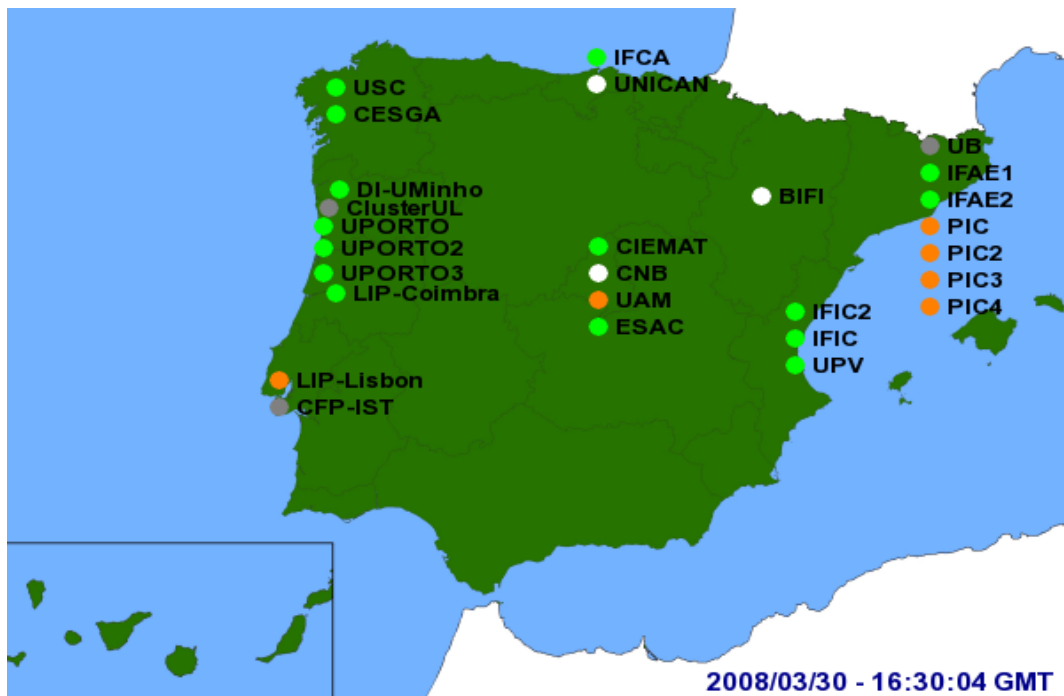 IFCA
UNICAN
USC
CESGA
UB
IFAE1
IFAE2
PIC
PIC2
PIC3
PIC4
DI-UMinho
ClusterUL
UPORTO
UPORTO2
UPORTO3
LIP-Coimbra
BIFI
CIEMAT
CNB
UAM
ESAC
IFIC2
IFIC
UPV
LIP-Lisbon
CFP-IST
2008/03/30 - 16:30:04 GMT